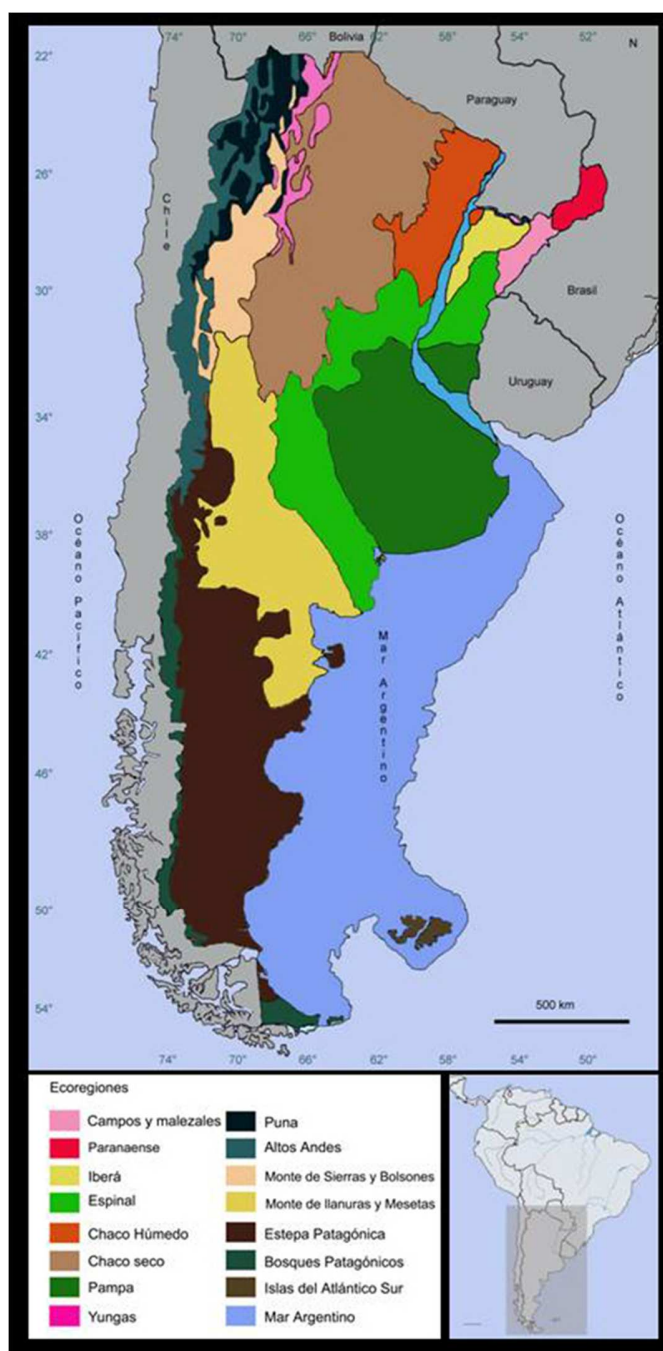 74° 70° 66° 62° 58° 54° 52°
Bolivia
N
22°
Paraguay
26°
Chile
Brasil
30°
Uruguay
34°
Océano Pacífico
Océano Atlántico
38°
Mar Argentino
42°
46°
50°
500 km
54°
74° 70° 66° 62° 58° 54° 50°
Ecoregiones
Campos y malezales
Paranaense
Iberá
Espinal
Chaco Húmedo
Chaco seco
Pampa
Yungas
Puna
Altos Andes
Monte de Sierras y Bolsones
Monte de llanuras y Mesetas
Estepa Patagónica
Bosques Patagónicos
Islas del Atlántico Sur
Mar Argentino